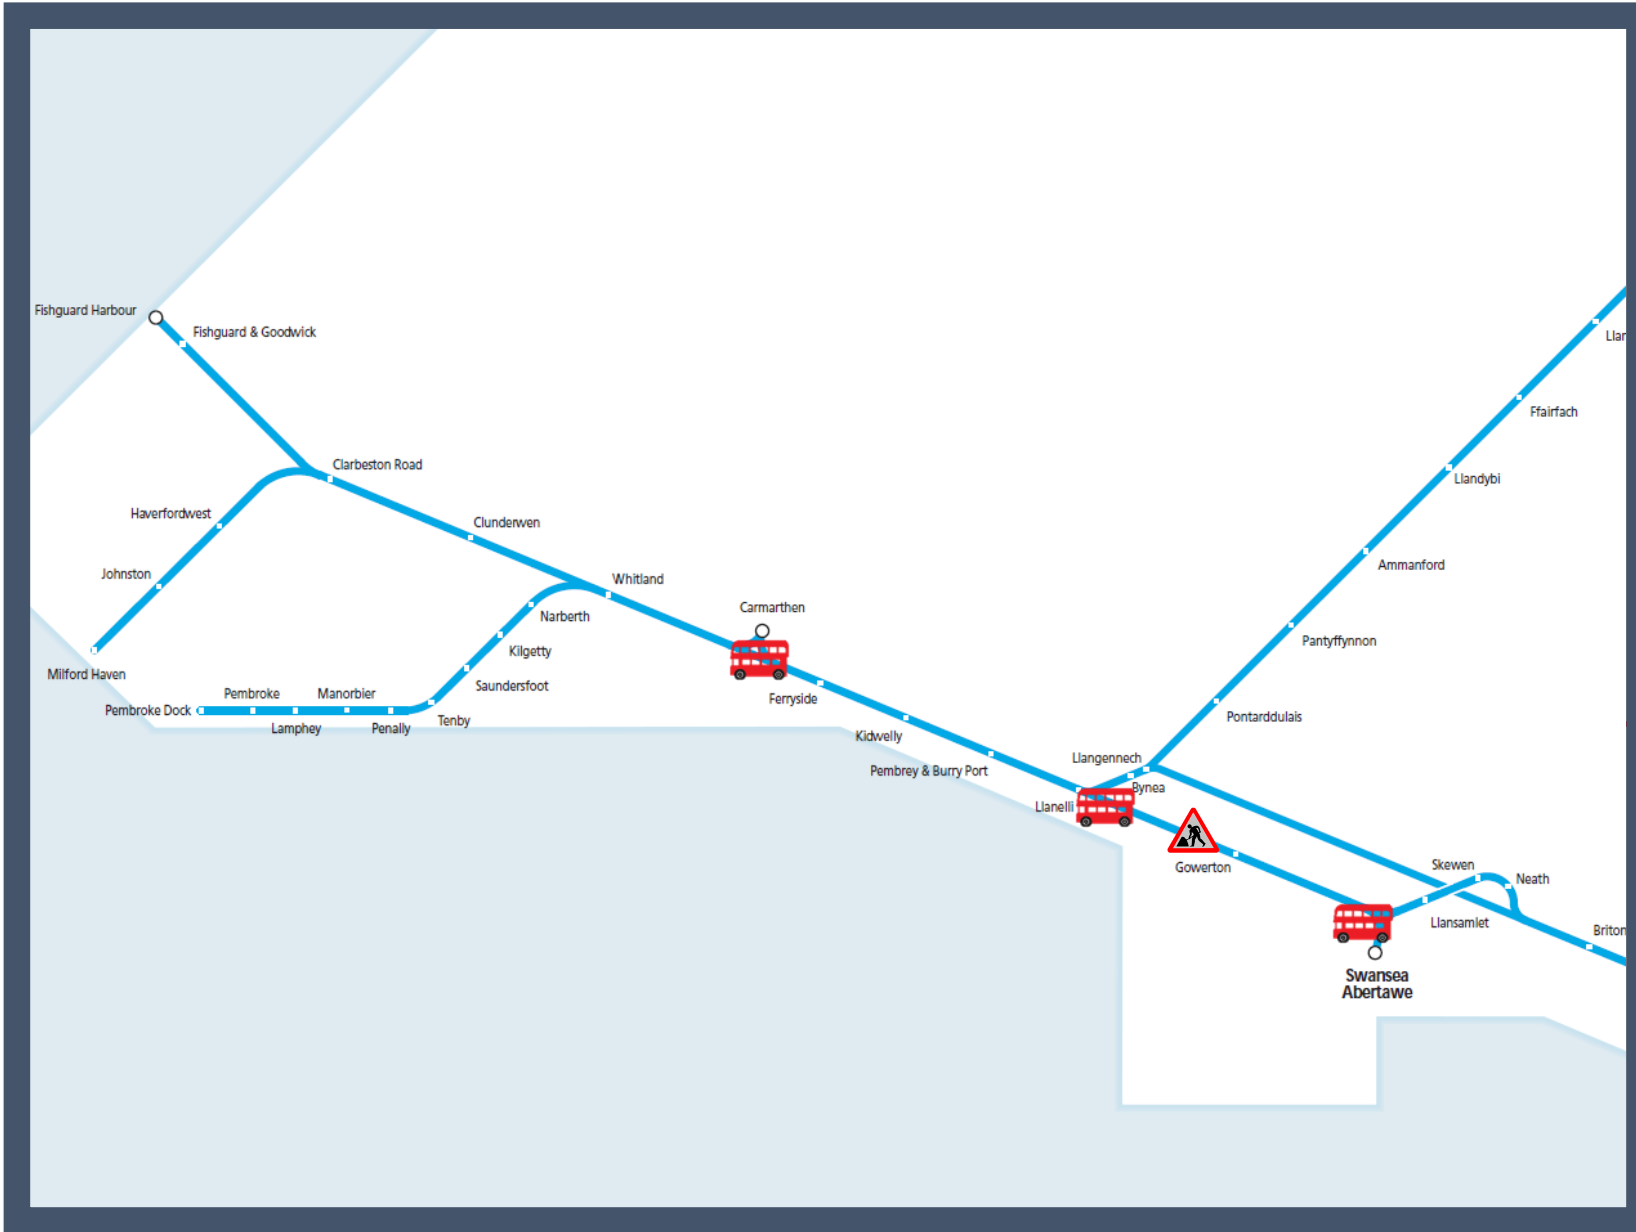 Fishguard Harbour
Fishguard & Goodwick
Llan
Ffairfach
Clarbeston Road
Llandybi
Haverfordwest
Clunderwen
Ammanford
Johnston
Whitland
Carmarthen
Narberth
Pantyffynnon
Kilgetty
Milford Haven
Saundersfoot
Pembroke
Manorbier
Ferryside
Pembroke Dock
Pontarddulais
Tenby
Lamphey
Penally
Kidwelly
Llangennech
Pembrey & Burry Port
Bynea
Llanelli
Gowerton
Skewen
Neath
Llansamlet
Briton
Swansea
Abertawe